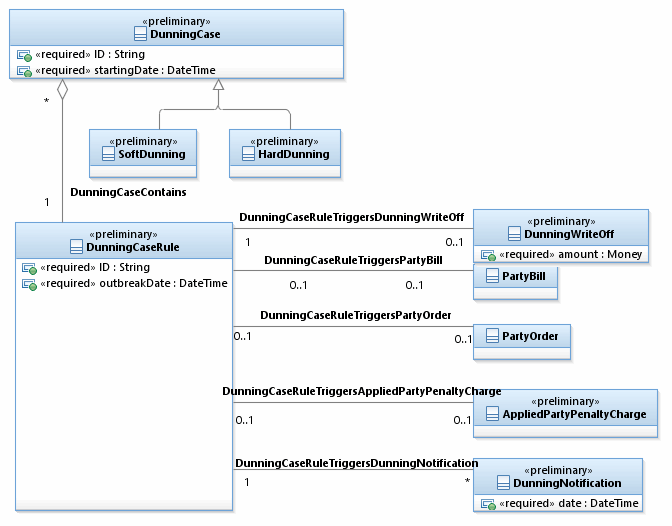 «preliminary»
DunningCase
«required» ID : String
«required» startingDate : DateTime
*
«preliminary»
SoftDunning
«preliminary»
HardDunning
DunningCaseContains
1
«preliminary»
DunningCaseRule
«required» ID : String
«required» outbreakDate : DateTime
DunningCaseRuleTriggersDunningWriteOff
1
0..1
«preliminary»
DunningWriteOff
«required» amount : Money
DunningCaseRuleTriggersPartyBill
0..1
0..1
PartyBill
DunningCaseRuleTriggersPartyOrder
0..1
0..1
PartyOrder
DunningCaseRuleTriggersAppliedPartyPenaltyCharge
0..1
0..1
«preliminary»
AppliedPartyPenaltyCharge
DunningCaseRuleTriggersDunningNotification
1
*
«preliminary»
DunningNotification
«required» date : DateTime